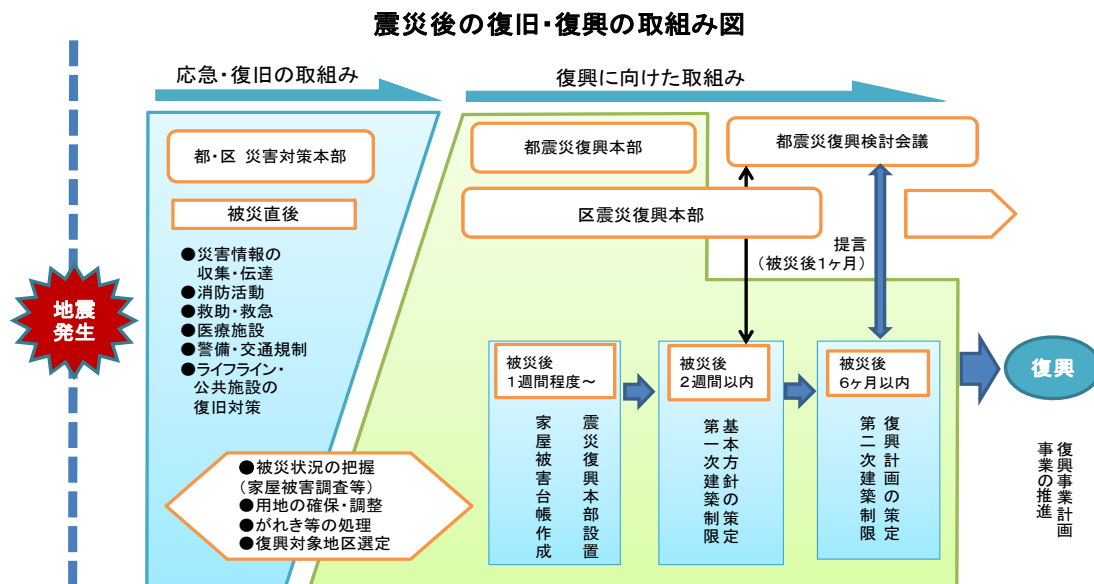 震災後の復旧・復興の取組み図
応急・復旧の取組み
復興に向けた取組み
都・区 災害対策本部
都震災復興本部
都震災復興検討会議
被災直後
区震災復興本部
●災害情報の
収集・伝達
●消防活動
●救助・救急
●医療施設
●警備・交通規制
●ライフライン・
公共施設の
復旧対策
提言
(被災後1ヶ月)
地震
発生
被災後
1週間程度~
震災復興本部設置
家屋被害台帳作成
被災後
2週間以内
基本方針の策定
第一次建築制限
被災後
6ヶ月以内
復興計画の策定
第二次建築制限
復興
復興事業計画
事業の推進
●被災状況の把握
(家屋被害調査等)
●用地の確保・調整
●がれき等の処理
●復興対象地区選定